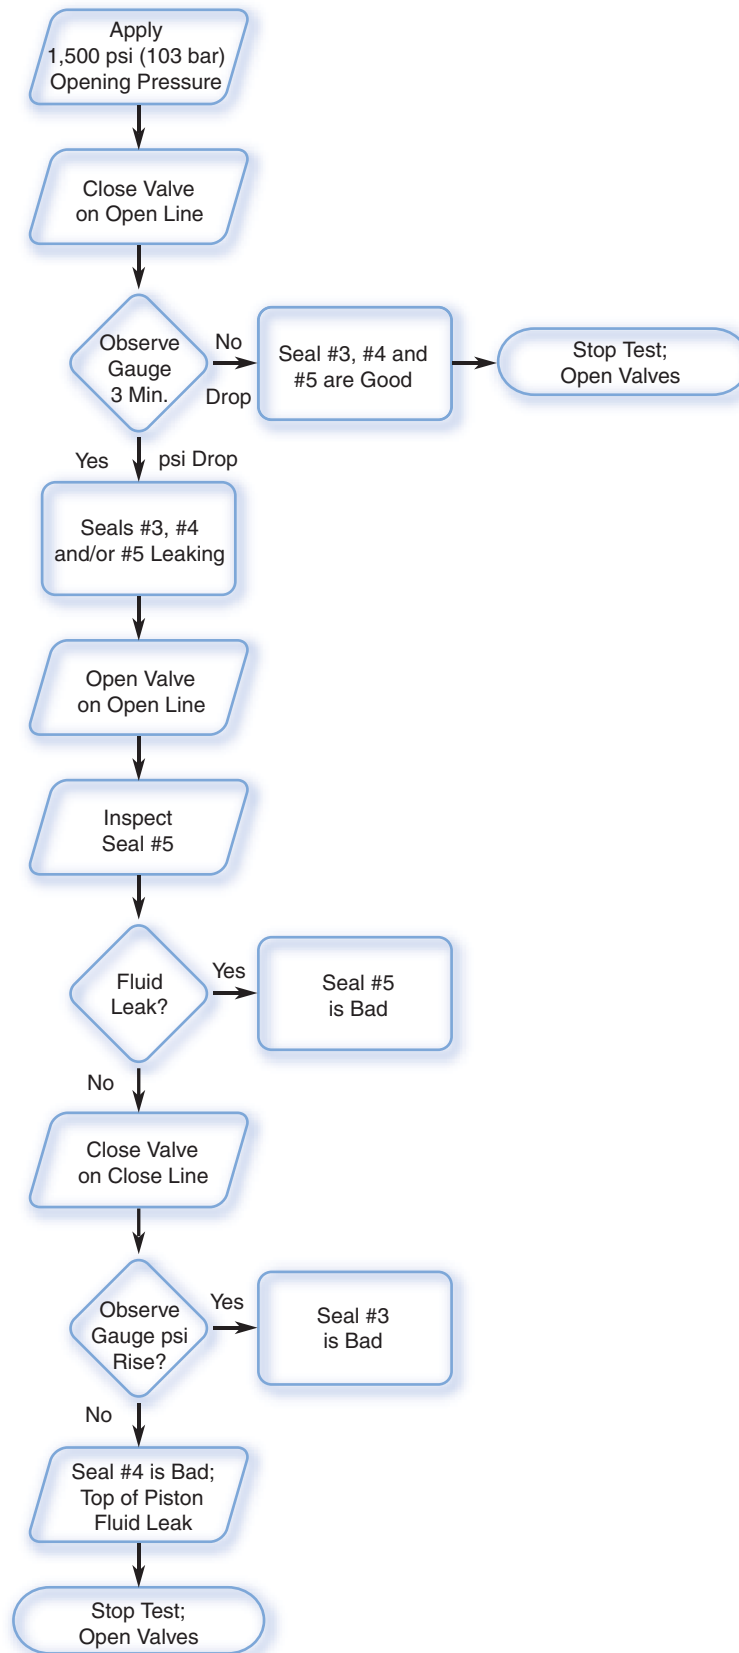 Apply
1,500 psi (103 bar)
Opening Pressure
Close Valve
on Open Line
Observe
Gauge
3 Min.
No
Drop
Seal #3, #4 and
#5 are Good
Stop Test;
Open Valves
Yes
psi Drop
Seals #3, #4
and/or #5 Leaking
Open Valve
on Open Line
Inspect
Seal #5
Fluid
Leak?
Yes
Seal #5
is Bad
No
Close Valve
on Close Line
Observe
Gauge psi
Rise?
Yes
Seal #3
is Bad
No
Seal #4 is Bad;
Top of Piston
Fluid Leak
Stop Test;
Open Valves